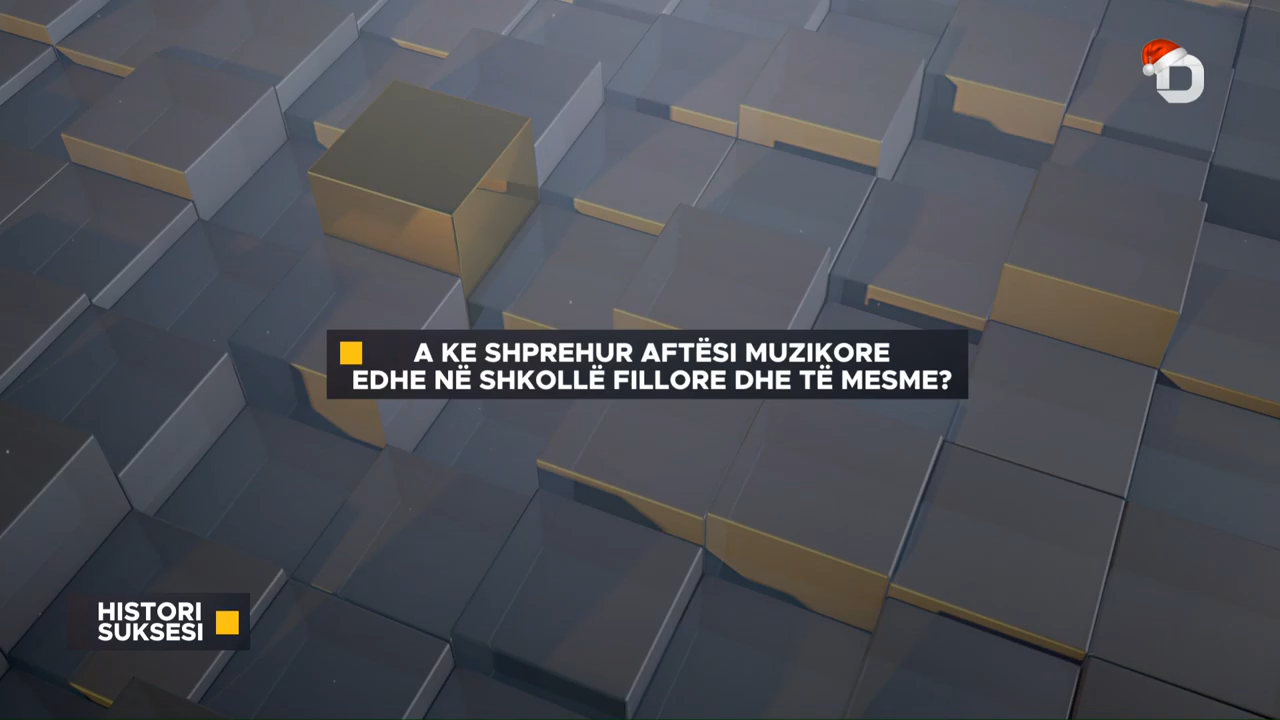 D
A KE SHPREHUR AFTËSI MUZIKORE
EDHE NË SHKOLLË FILLORE DHE TË MESME?
HISTORI
SUKSESI